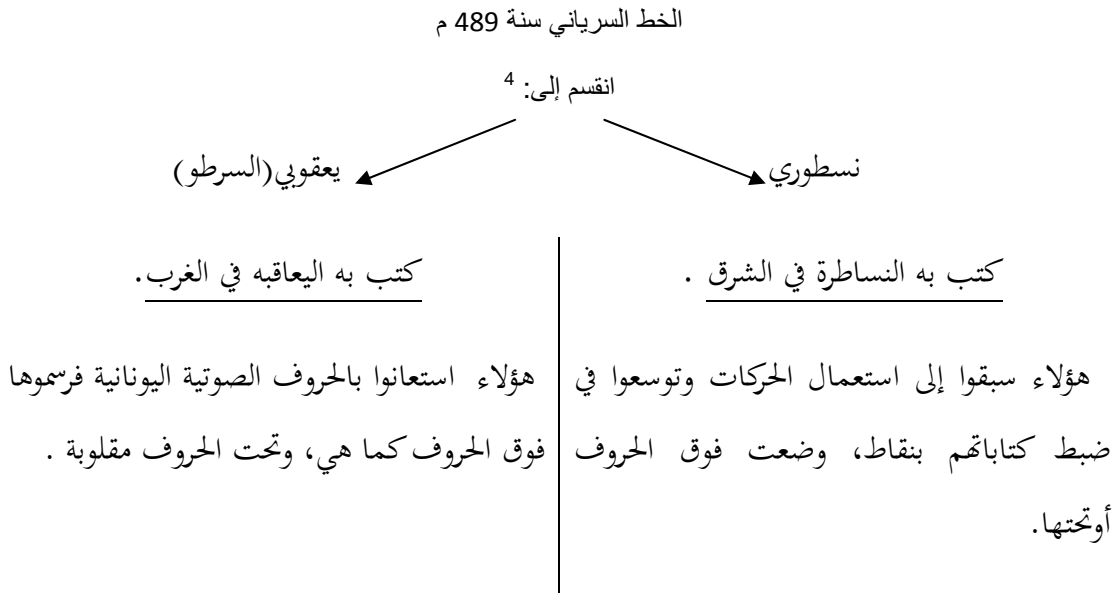 الخط السرياني سنة 489 م
انقسم إلى: 4
نسطوري
يعقوبي(السرطو)
كتب به النساطرة في الشرق .
هؤلاء سبقوا إلى استعمال الحركات وتوسعوا في
ضبط كتاباتهم بنقاط، وضعت فوق الحروف
أوتحتها.
كتب به اليعاقبه في الغرب.
هؤلاء استعانوا بالحروف الصوتية اليونانية فرسموها
فوق الحروف كما هي، وتحت الحروف مقلوبة .